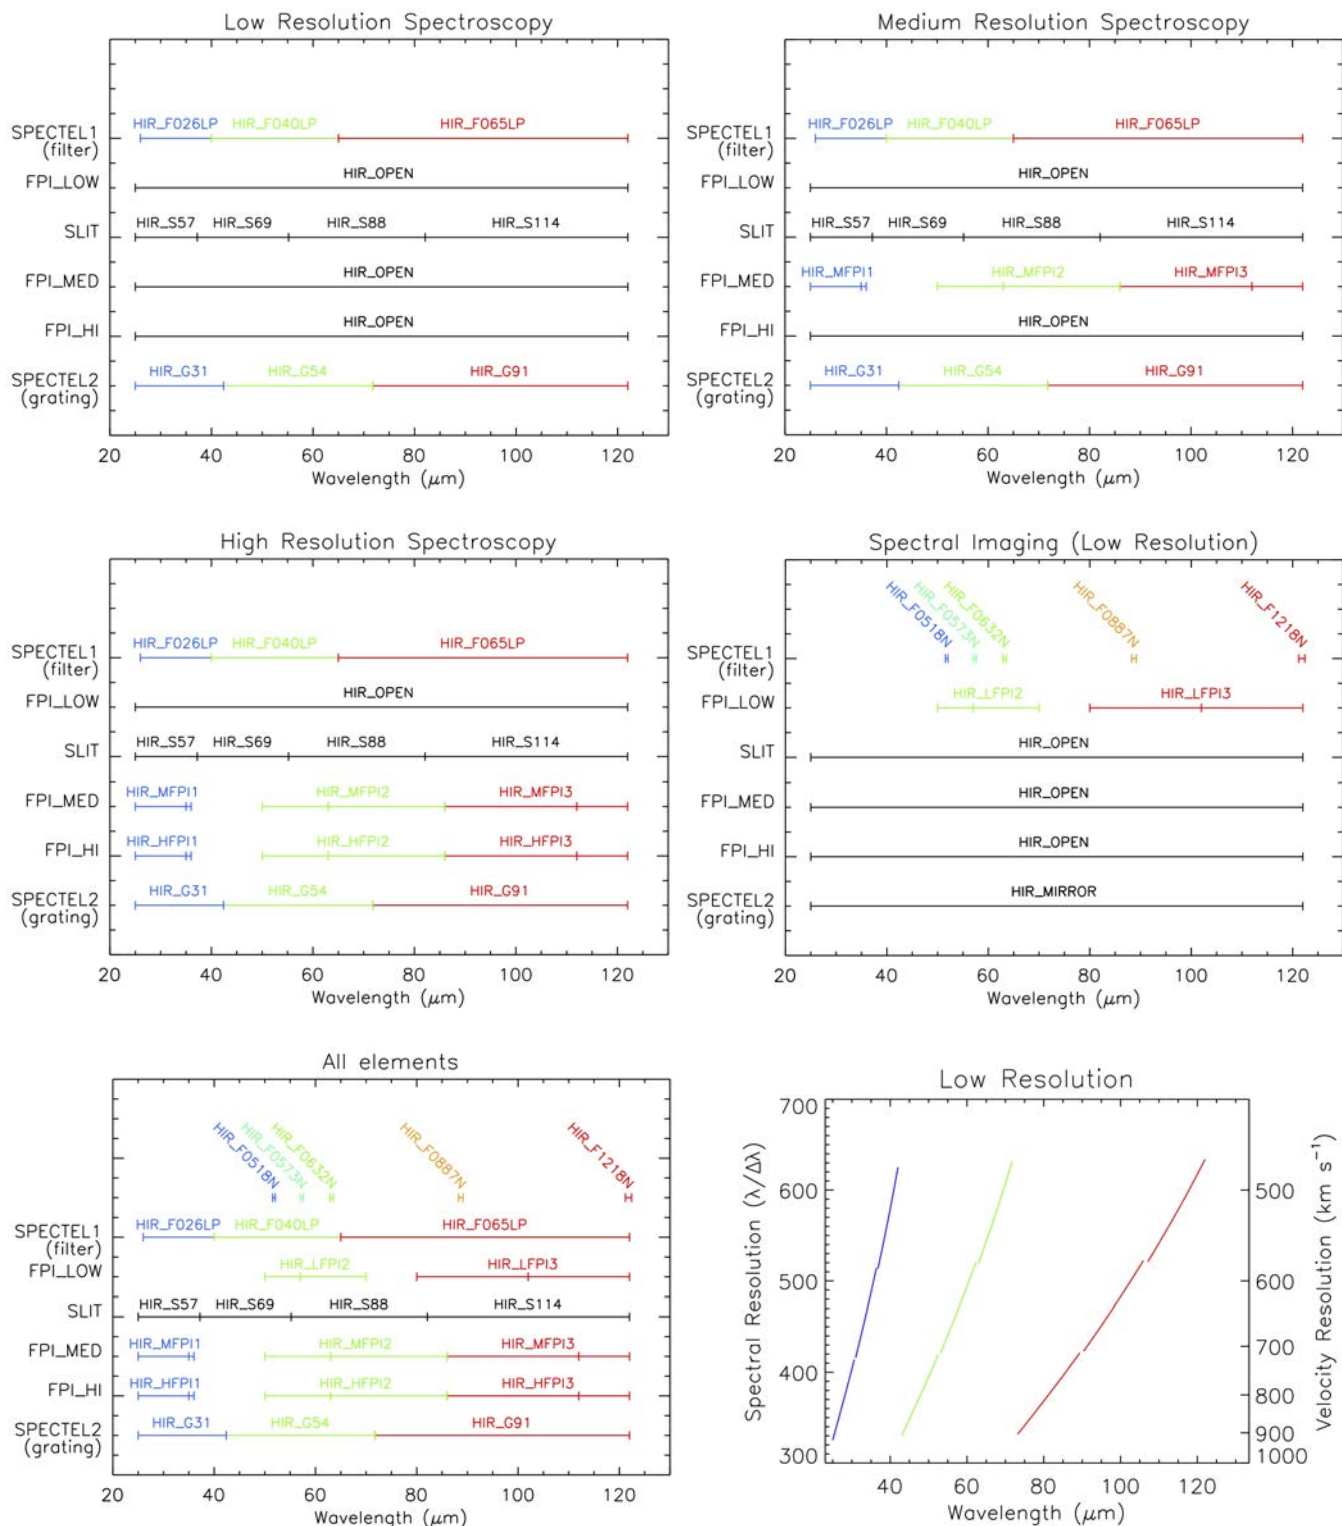 Low Resolution Spectroscopy
HIR_F026LP HIR_F040LP HIR_F065LP
SPECTEL1
(filter)
HIR_OPEN
FPI_LOW
HIR_S57 HIR_S69 HIR_S88 HIR_S114
SLIT
HIR_OPEN
FPI_MED
HIR_OPEN
FPI_HI
HIR_G31 HIR_G54 HIR_G91
SPECTEL2
(grating)
20 40 60 80 100 120
Wavelength (μm)
Medium Resolution Spectroscopy
HIR_F026LP HIR_F040LP HIR_F065LP
SPECTEL1
(filter)
HIR_OPEN
FPI_LOW
HIR_S57 HIR_S69 HIR_S88 HIR_S114
SLIT
HIR_MFPI1 HIR_MFPI2 HIR_MFPI3
FPI_MED
HIR_OPEN
FPI_HI
HIR_G31 HIR_G54 HIR_G91
SPECTEL2
(grating)
20 40 60 80 100 120
Wavelength (μm)
High Resolution Spectroscopy
HIR_F026LP HIR_F040LP HIR_F065LP
SPECTEL1
(filter)
HIR_OPEN
FPI_LOW
HIR_S57 HIR_S69 HIR_S88 HIR_S114
SLIT
HIR_MFPI1 HIR_MFPI2 HIR_MFPI3
FPI_MED
HIR_HFPI1 HIR_HFPI2 HIR_HFPI3
FPI_HI
HIR_G31 HIR_G54 HIR_G91
SPECTEL2
(grating)
20 40 60 80 100 120
Wavelength (μm)
Spectral Imaging (Low Resolution)
HIR_F0518N HIR_F0573N HIR_F0632N HIR_F0887N HIR_F1218N
SPECTEL1
(filter)
HIR_LFPI2 HIR_LFPI3
FPI_LOW
HIR_OPEN
SLIT
HIR_OPEN
FPI_MED
HIR_OPEN
FPI_HI
HIR_MIRROR
SPECTEL2
(grating)
20 40 60 80 100 120
Wavelength (μm)
All elements
HIR_F0518N HIR_F0573N HIR_F0632N HIR_F0887N HIR_F1218N
HIR_F026LP HIR_F040LP HIR_F065LP
SPECTEL1
(filter)
HIR_LFPI2 HIR_LFPI3
FPI_LOW
HIR_S57 HIR_S69 HIR_S88 HIR_S114
SLIT
HIR_MFPI1 HIR_MFPI2 HIR_MFPI3
FPI_MED
HIR_HFPI1 HIR_HFPI2 HIR_HFPI3
FPI_HI
HIR_G31 HIR_G54 HIR_G91
SPECTEL2
(grating)
20 40 60 80 100 120
Wavelength (μm)
Low Resolution
Spectral Resolution (λ/Δλ)
700
600
500
400
300
500
600
700
800
900
1000
Velocity Resolution (km s⁻¹)
40 60 80 100 120
Wavelength (μm)